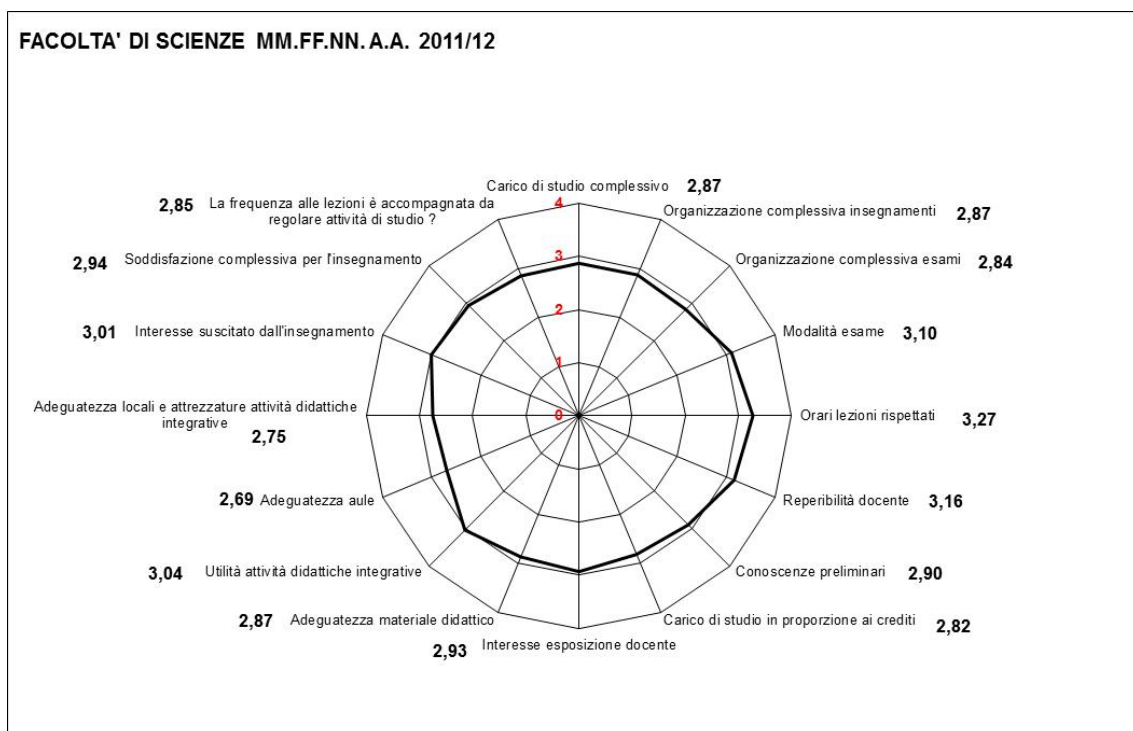 FACOLTA' DI SCIENZE MM.FF.NN. A.A. 2011/12
Carico di studio complessivo 2,87
Organizzazione complessiva insegnamenti 2,87
Organizzazione complessiva esami 2,84
Modalità esame 3,10
Orari lezioni rispettati 3,27
Reperibilità docente 3,16
Conoscenze preliminari 2,90
Carico di studio in proporzione ai crediti 2,82
Interesse esposizione docente
2,93
2,87 Adeguatezza materiale didattico
3,04 Utilità attività didattiche integrative
2,69 Adeguatezza aule
Adeguatezza locali e attrezzature attività didattiche
integrative
2,75
3,01 Interesse suscitato dall'insegnamento
2,94 Soddisfazione complessiva per l'insegnamento
2,85 La frequenza alle lezioni è accompagnata da
regolare attività di studio ?
4
3
2
1
0